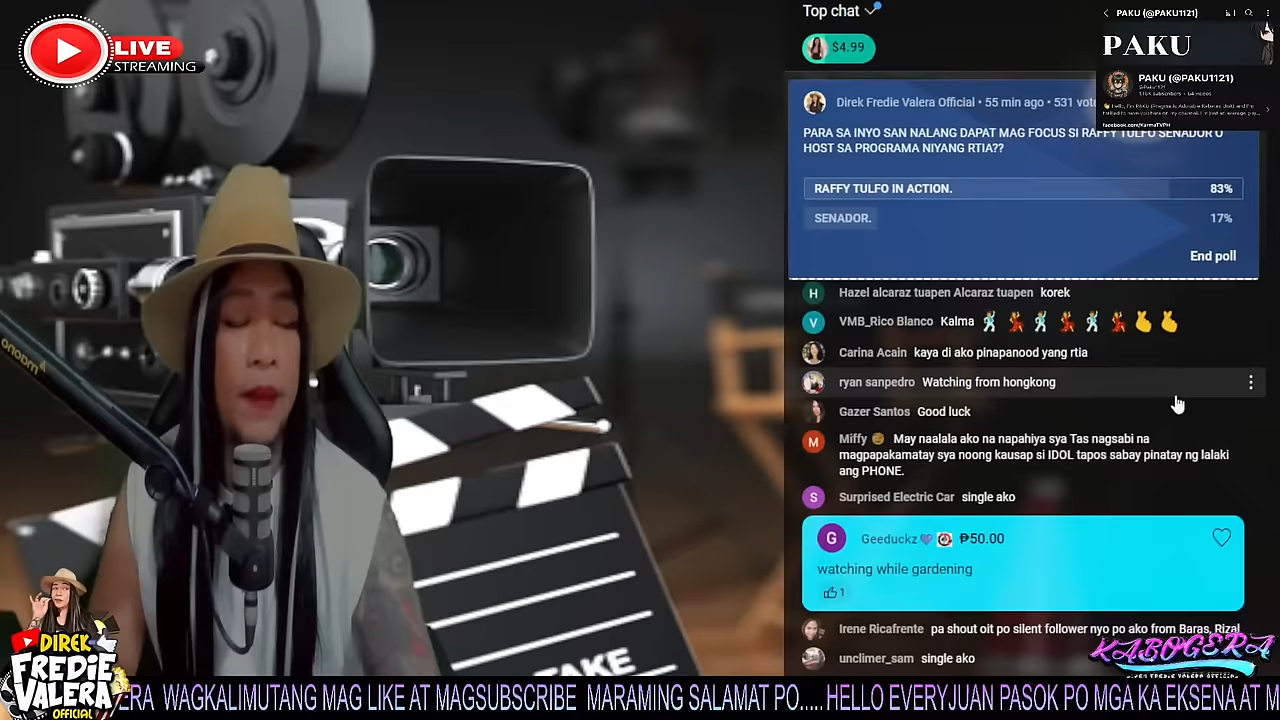 LIVE
STREAMING
maono
TAKE
Top chat
$4.99
PAKU (@PAKU1121)
PAKU
PAKU (@PAKU1121)
Direk Fredie Valera Official • 55 min ago • 531 vot
PARA SA INYO SAN NALANG DAPAT MAG FOCUS SI RAFFY TULFO SENADOR O
HOST SA PROGRAMA NIYANG RTIA??
RAFFY TULFO IN ACTION. 83%
SENADOR. 17%
End poll
H Hazel alcaraz tuapen Alcaraz tuapen korek
V VMB_Rico Blanco Kalma 🕺 💃 🕺 💃 🕺 💃 🫰 🫰
Carina Acain kaya di ako pinapanood yang rtia
ryan sanpedro Watching from hongkong
Gazer Santos Good luck
M Miffy May naalala ako na napahiya sya Tas nagsabi na
magpapakamatay sya noong kausap si IDOL tapos sabay pinatay ng lalaki
ang PHONE.
S Surprised Electric Car single ako
G Geeduckz 💜 ₱50.00
watching while gardening
1
Irene Ricafrente pa shout oit po silent follower nyo po ako from Baras, Rizal
unclimer_sam single ako
KABOGERA
DIREK
FREDIE
VALERA
OFFICIAL
ERA WAGKALIMUTANG MAG LIKE AT MAGSUBSCRIBE MARAMING SALAMAT PO..... HELLO EVERYJUAN PASOK PO MGA KA EKSENA AT M